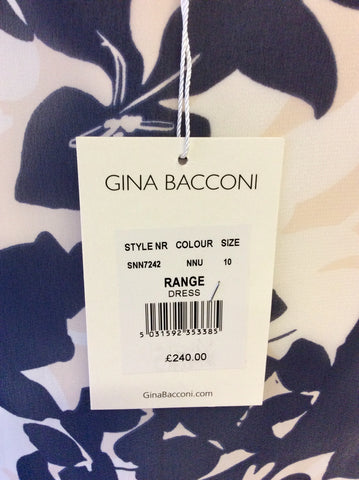 GINA BACCONI
STYLE NR COLOUR SIZE
SNN7242 NNU 10
RANGE
DRESS
5 031592 353385
£240.00
GinaBacconi.com